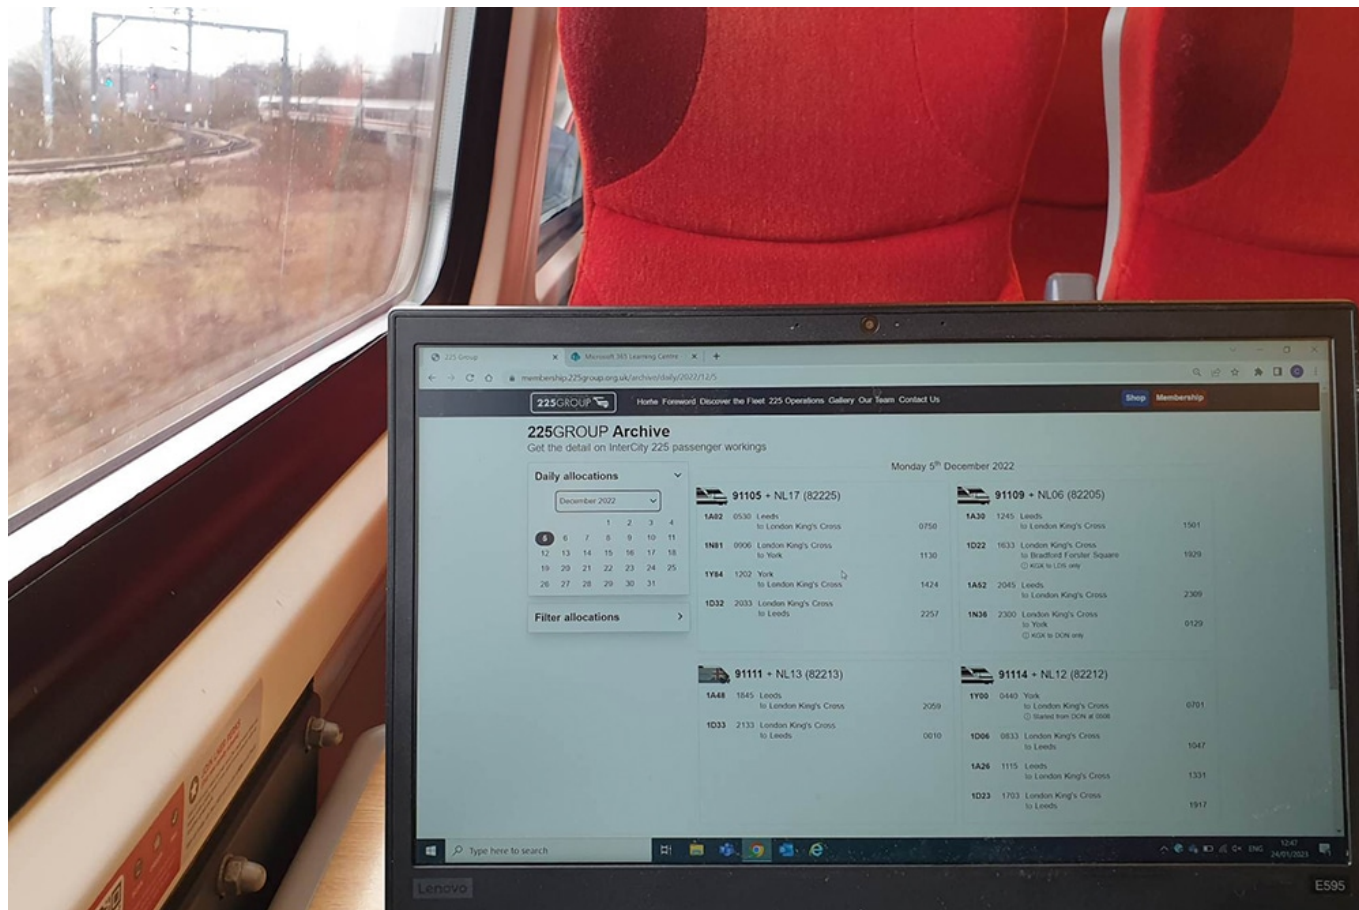 225 Group
Microsoft 365 Learning Centre
membership.225group.org.uk/archive/daily/2022/12/5
225GROUP
Home Foreword Discover the Fleet 225 Operations Gallery Our Team Contact Us
Shop Membership
225GROUP Archive
Get the detail on InterCity 225 passenger workings
Daily allocations
December 2022
1 2 3 4
5 6 7 8 9 10 11
12 13 14 15 16 17 18
19 20 21 22 23 24 25
26 27 28 29 30 31
Filter allocations
Monday 5th December 2022
91105 + NL17 (82225)
1A02 0530 Leeds
to London King's Cross 0750
1N81 0906 London King's Cross
to York 1130
1Y84 1202 York
to London King's Cross 1424
1D32 2033 London King's Cross
to Leeds 2257
91109 + NL06 (82205)
1A30 1245 Leeds
to London King's Cross 1501
1D22 1633 London King's Cross
to Bradford Forster Square 1929
KGX to LDS only
1A62 2045 Leeds
to London King's Cross 2309
1N36 2300 London King's Cross
to York 0129
KGX to DON only
91111 + NL13 (82213)
1A48 1845 Leeds
to London King's Cross 2059
1D33 2133 London King's Cross
to Leeds 0010
91114 + NL12 (82212)
1Y00 0440 York
to London King's Cross 0701
Started from DON at 0506
1D06 0833 London King's Cross
to Leeds 1047
1A26 1115 Leeds
to London King's Cross 1331
1D23 1703 London King's Cross
to Leeds 1917
Type here to search
ENG
12:47
24/01/2023
Lenovo
E595